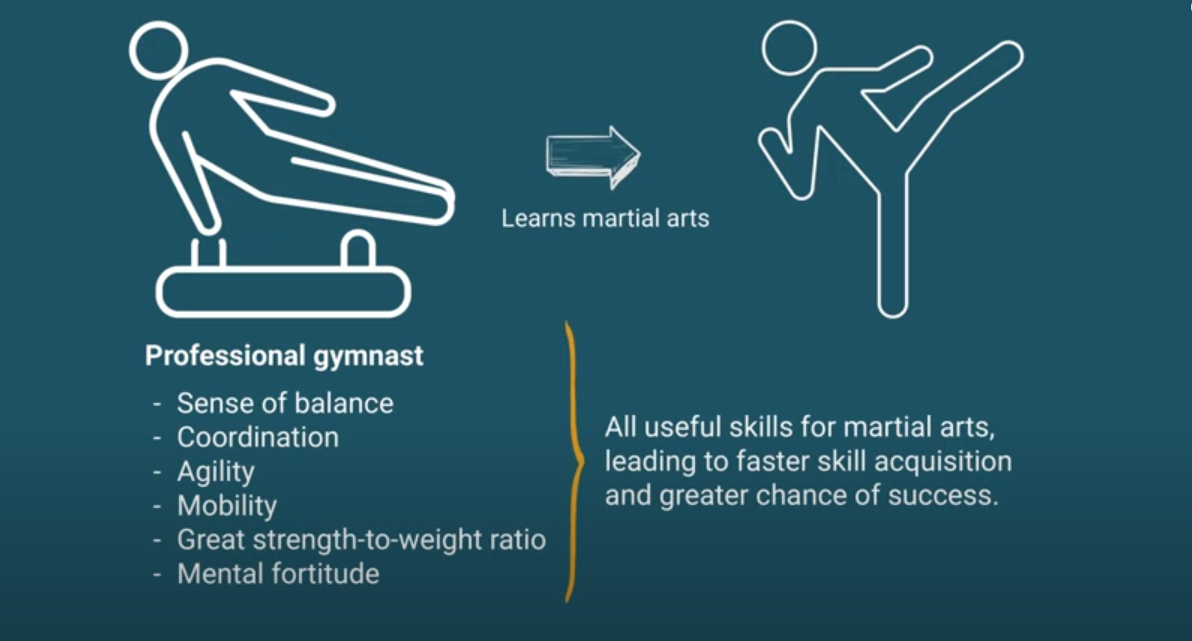 Learns martial arts
Professional gymnast
- Sense of balance
- Coordination
- Agility
- Mobility
- Great strength-to-weight ratio
- Mental fortitude
All useful skills for martial arts,
leading to faster skill acquisition
and greater chance of success.